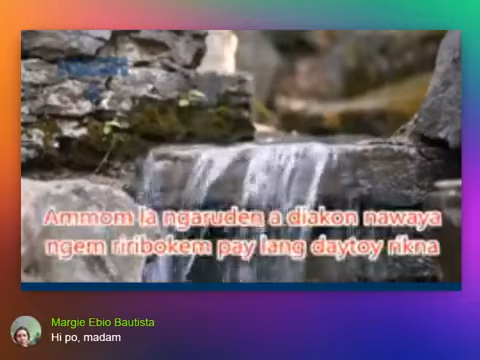 Ammom la ngaruden a diakon nawaya
ngem riribokem pay lang daytoy rikna
Margie Ebio Bautista
Hi po, madam